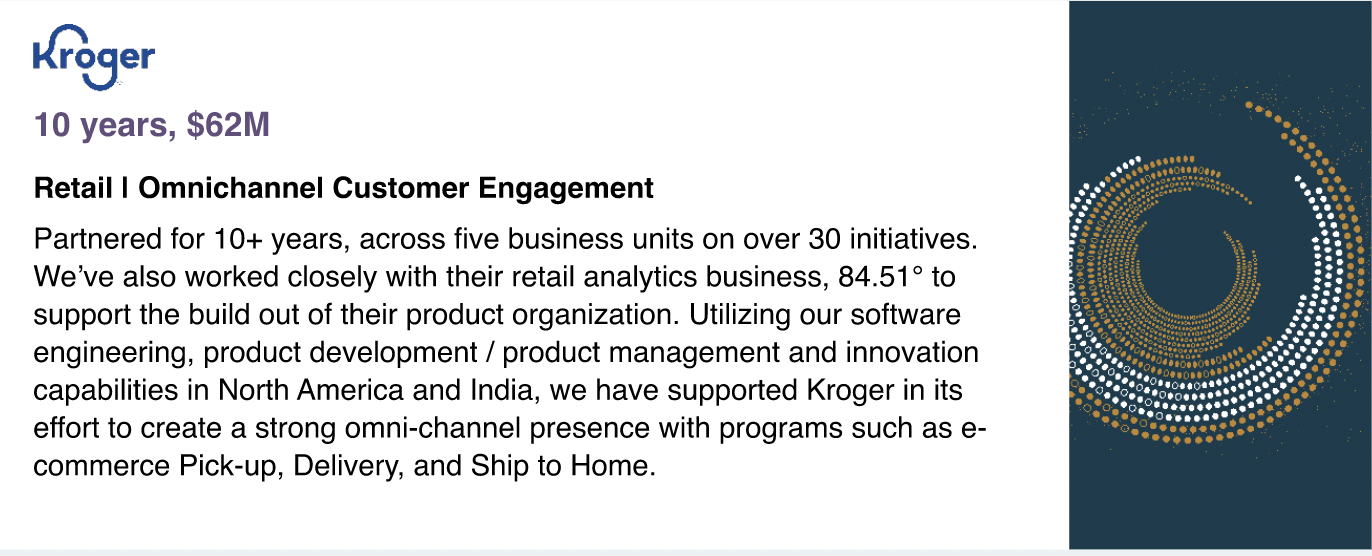 Kroger
10 years, $62M
Retail | Omnichannel Customer Engagement
Partnered for 10+ years, across five business units on over 30 initiatives.
We’ve also worked closely with their retail analytics business, 84.51° to
support the build out of their product organization. Utilizing our software
engineering, product development / product management and innovation
capabilities in North America and India, we have supported Kroger in its
effort to create a strong omni-channel presence with programs such as e-
commerce Pick-up, Delivery, and Ship to Home.